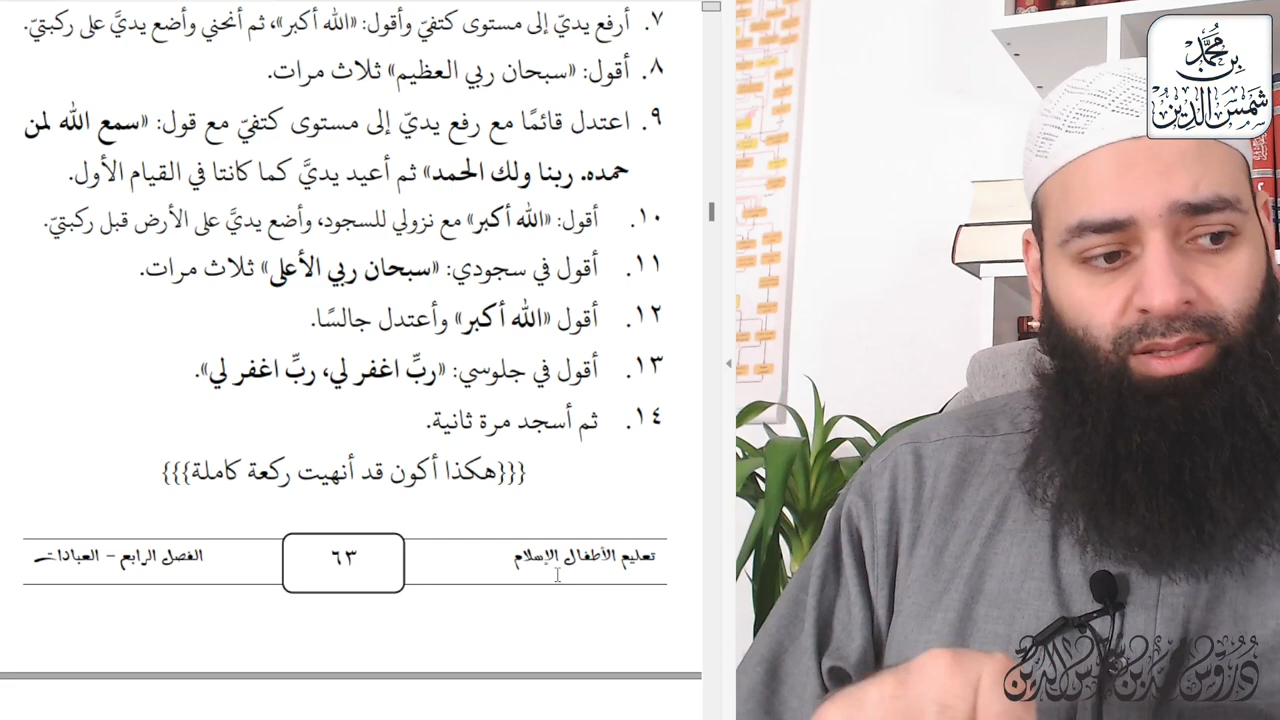 ٧. أرفع يديّ إلى مستوى كتفيّ وأقول: «الله أكبر»، ثم أنحني وأضع يديَّ على ركبتيّ.
٨. أقول: «سبحان ربي العظيم» ثلاث مرات.
٩. اعتدل قائمًا مع رفع يديّ إلى مستوى كتفيّ مع قول: «سمع الله لمن
حمده. ربنا ولك الحمد» ثم أعيد يديَّ كما كانتا في القيام الأول.
١٠. أقول: «الله أكبر» مع نزولي للسجود، وأضع يديَّ على الأرض قبل ركبتيّ.
١١. أقول في سجودي: «سبحان ربي الأعلى» ثلاث مرات.
١٢. أقول «الله أكبر» وأعتدل جالسًا.
١٣. أقول في جلوسي: «ربِّ اغفر لي، ربِّ اغفر لي».
١٤. ثم أسجد مرة ثانية.
{{{هكذا أكون قد أنهيت ركعة كاملة}}}
تعليم الأطفال الإسلام
٦٣
الفصل الرابع – العبادات
بن محمد
شمس الدين
دروس محمد بن شمس الدين